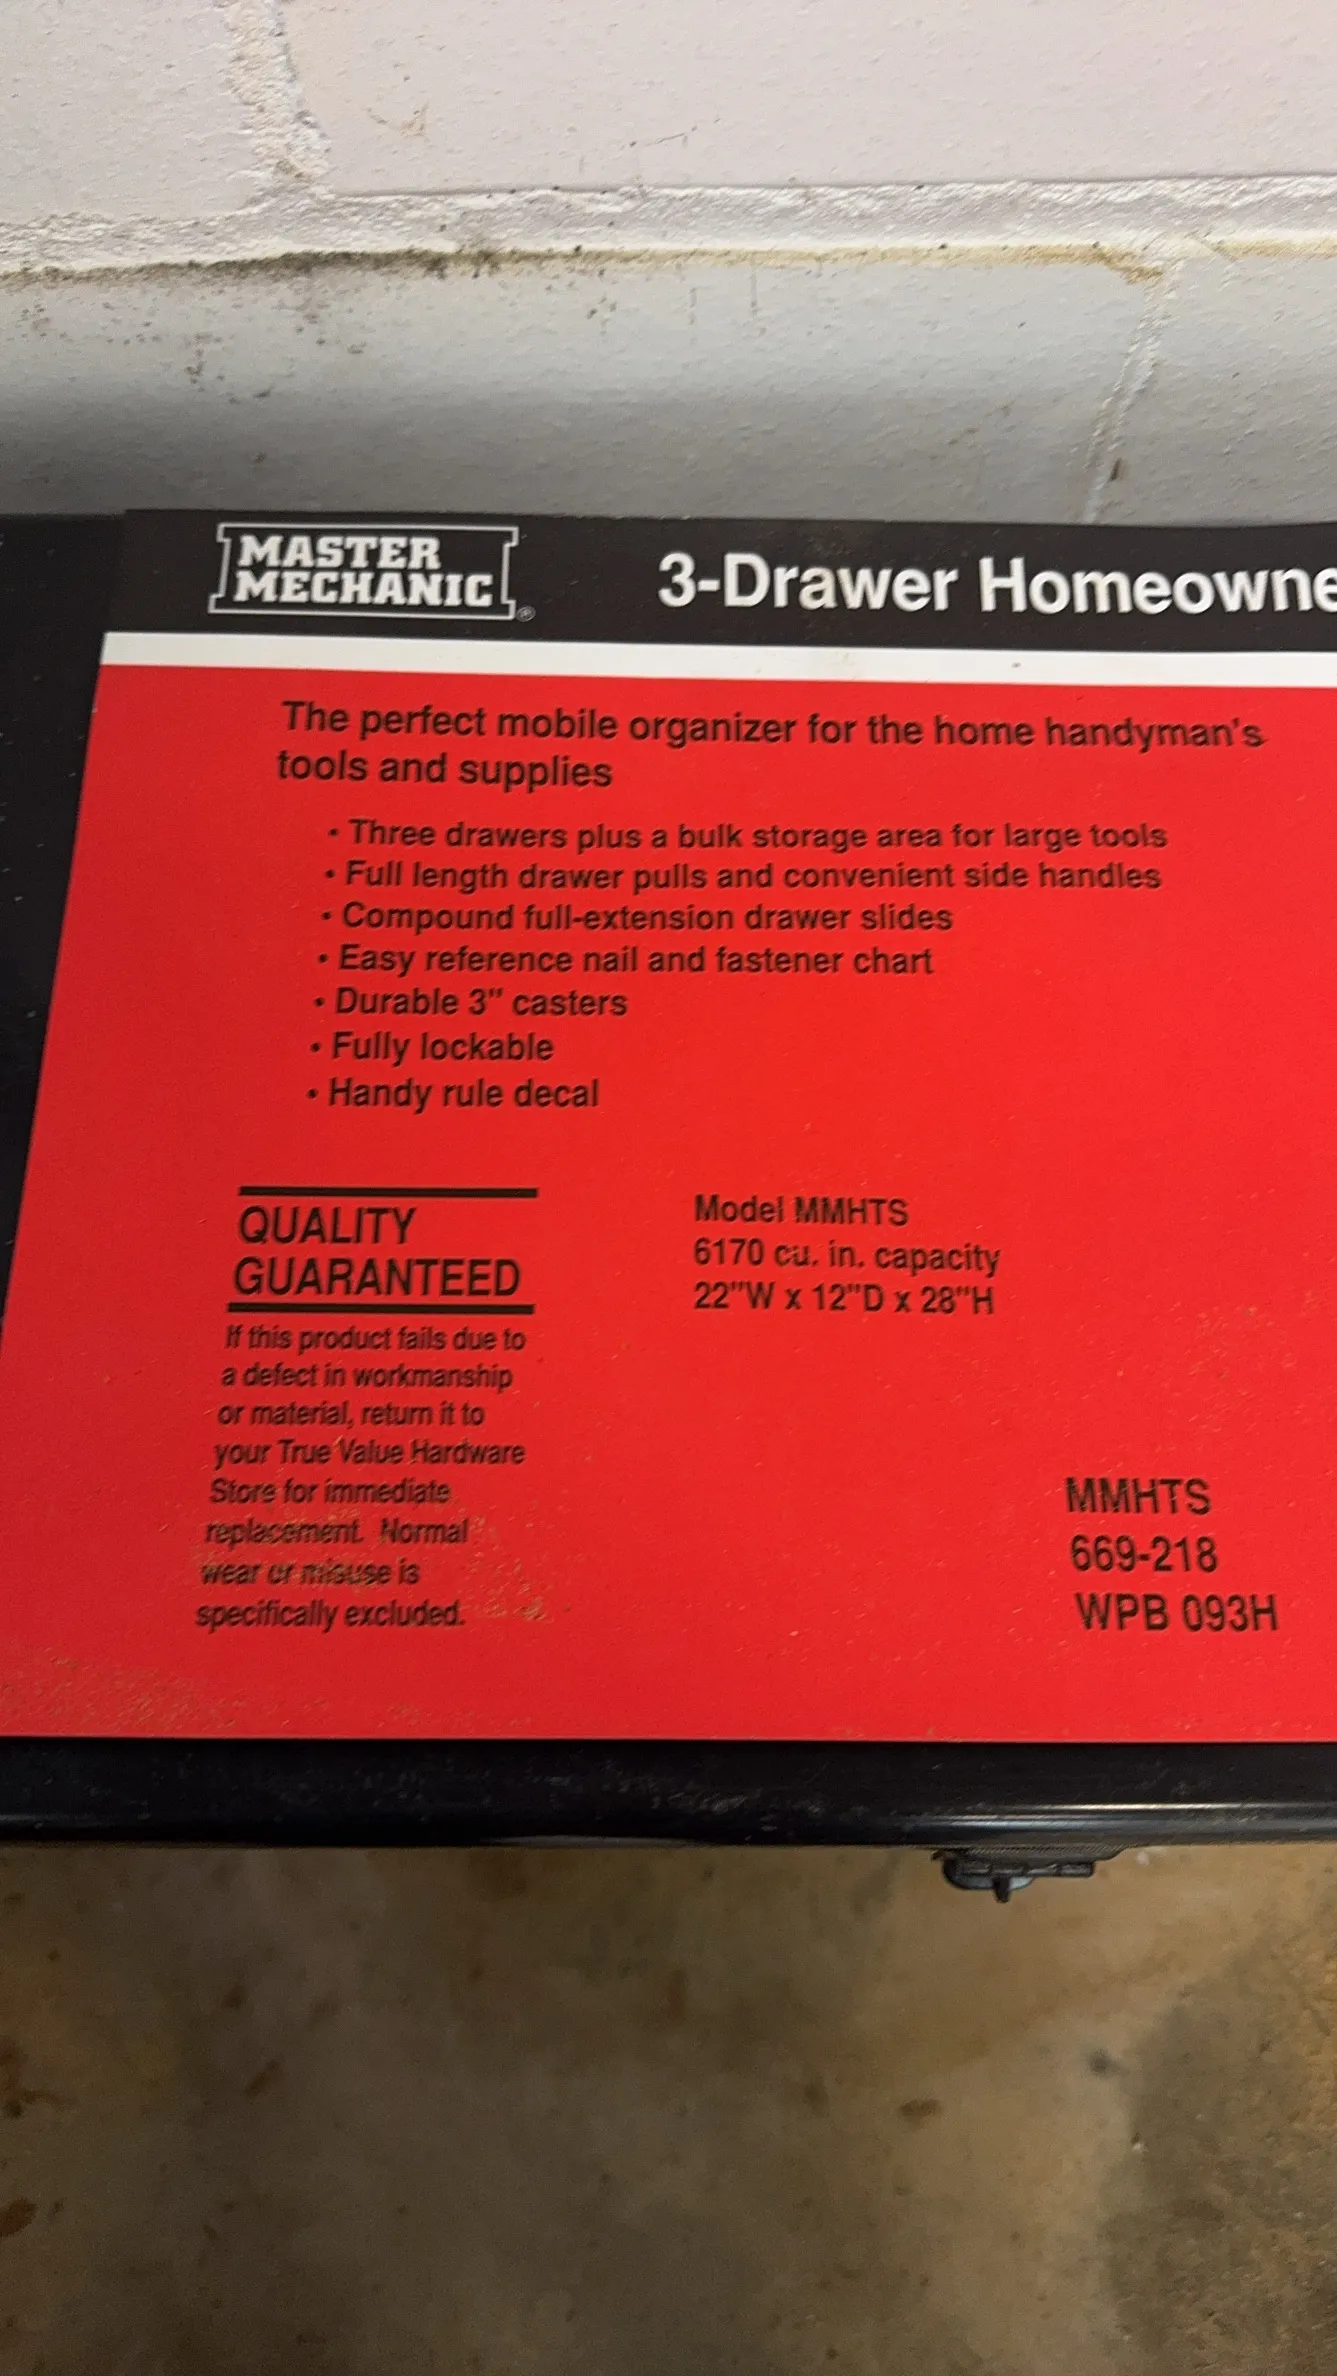 MASTER
MECHANIC®
3-Drawer Homeowne
The perfect mobile organizer for the home handyman's
tools and supplies
• Three drawers plus a bulk storage area for large tools
• Full length drawer pulls and convenient side handles
• Compound full-extension drawer slides
• Easy reference nail and fastener chart
• Durable 3" casters
• Fully lockable
• Handy rule decal
QUALITY
GUARANTEED
If this product fails due to
a defect in workmanship
or material, return it to
your True Value Hardware
Store for immediate
replacement. Normal
wear or misuse is
specifically excluded.
Model MMHTS
6170 cu. in. capacity
22"W x 12"D x 28"H
MMHTS
669-218
WPB 093H